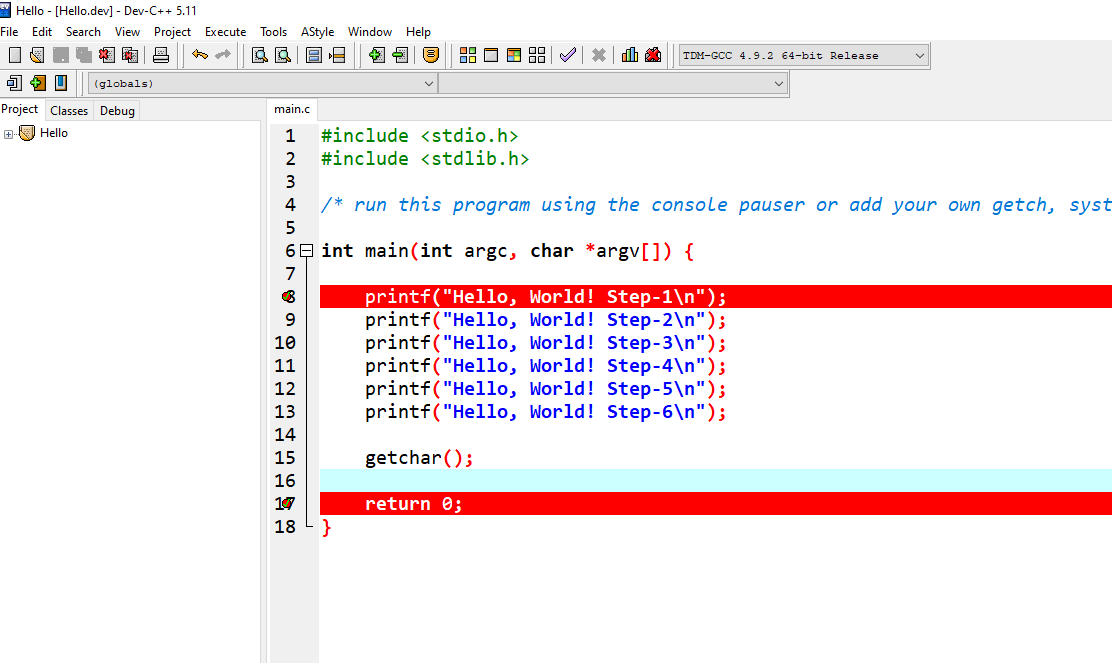 Hello - [Hello.dev] - Dev-C++ 5.11
File Edit Search View Project Execute Tools AStyle Window Help
TDM-GCC 4.9.2 64-bit Release
(globals)
Project Classes Debug
main.c
Hello
1 #include <stdio.h>
2 #include <stdlib.h>
3
4 /* run this program using the console pauser or add your own getch, syst
5
6 int main(int argc, char *argv[]) {
7
8 printf("Hello, World! Step-1\n");
9 printf("Hello, World! Step-2\n");
10 printf("Hello, World! Step-3\n");
11 printf("Hello, World! Step-4\n");
12 printf("Hello, World! Step-5\n");
13 printf("Hello, World! Step-6\n");
14
15 getchar();
16
17 return 0;
18 }